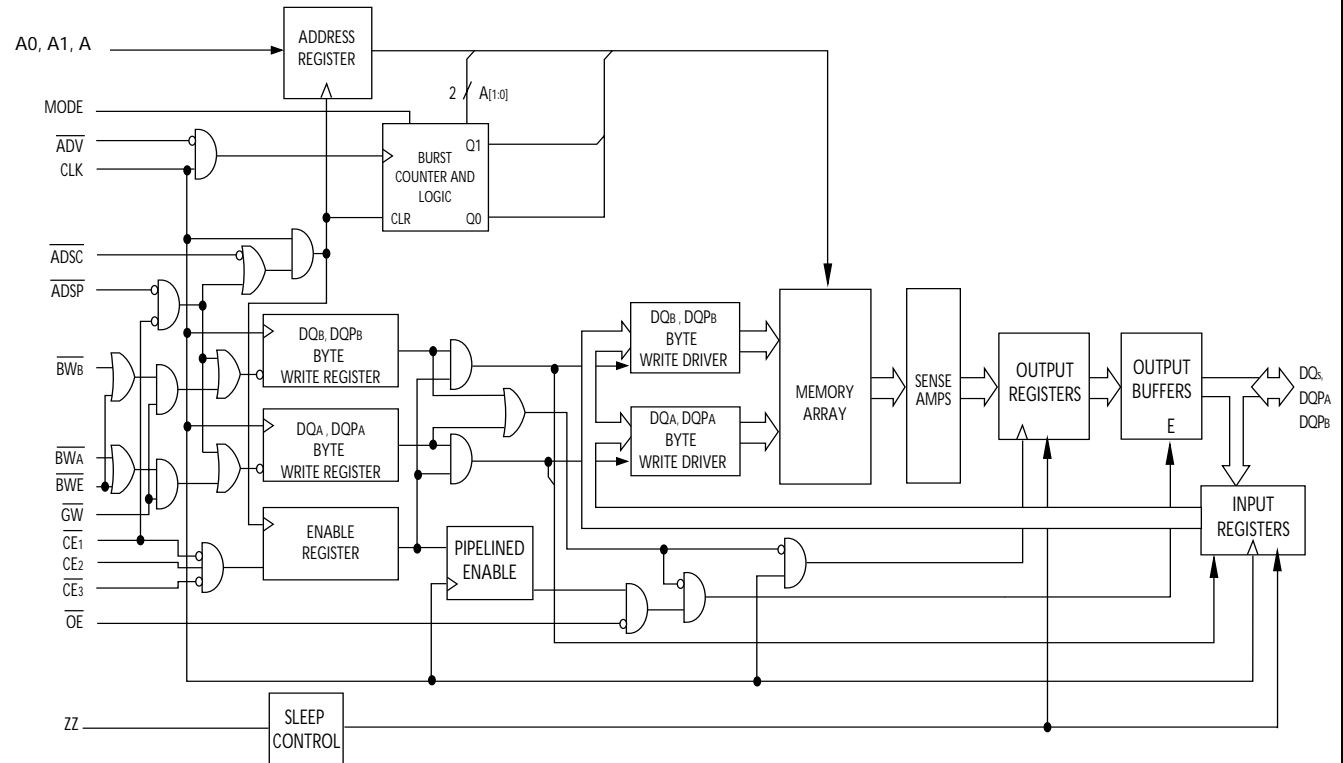 A0, A1, A
ADDRESS
REGISTER
MODE
2
A[1:0]
ADV
CLK
BURST
COUNTER AND
LOGIC
Q1
CLR
Q0
ADSC
ADSP
DQB, DQPB
BYTE
WRITE REGISTER
DQB, DQPB
BYTE
WRITE DRIVER
MEMORY
ARRAY
SENSE
AMPS
OUTPUT
REGISTERS
OUTPUT
BUFFERS
E
DQs,
DQPA
DQPB
BWB
DQA, DQPA
BYTE
WRITE REGISTER
DQA, DQPA
BYTE
WRITE DRIVER
BWA
BWE
GW
CE1
CE2
CE3
ENABLE
REGISTER
PIPELINED
ENABLE
INPUT
REGISTERS
OE
ZZ
SLEEP
CONTROL